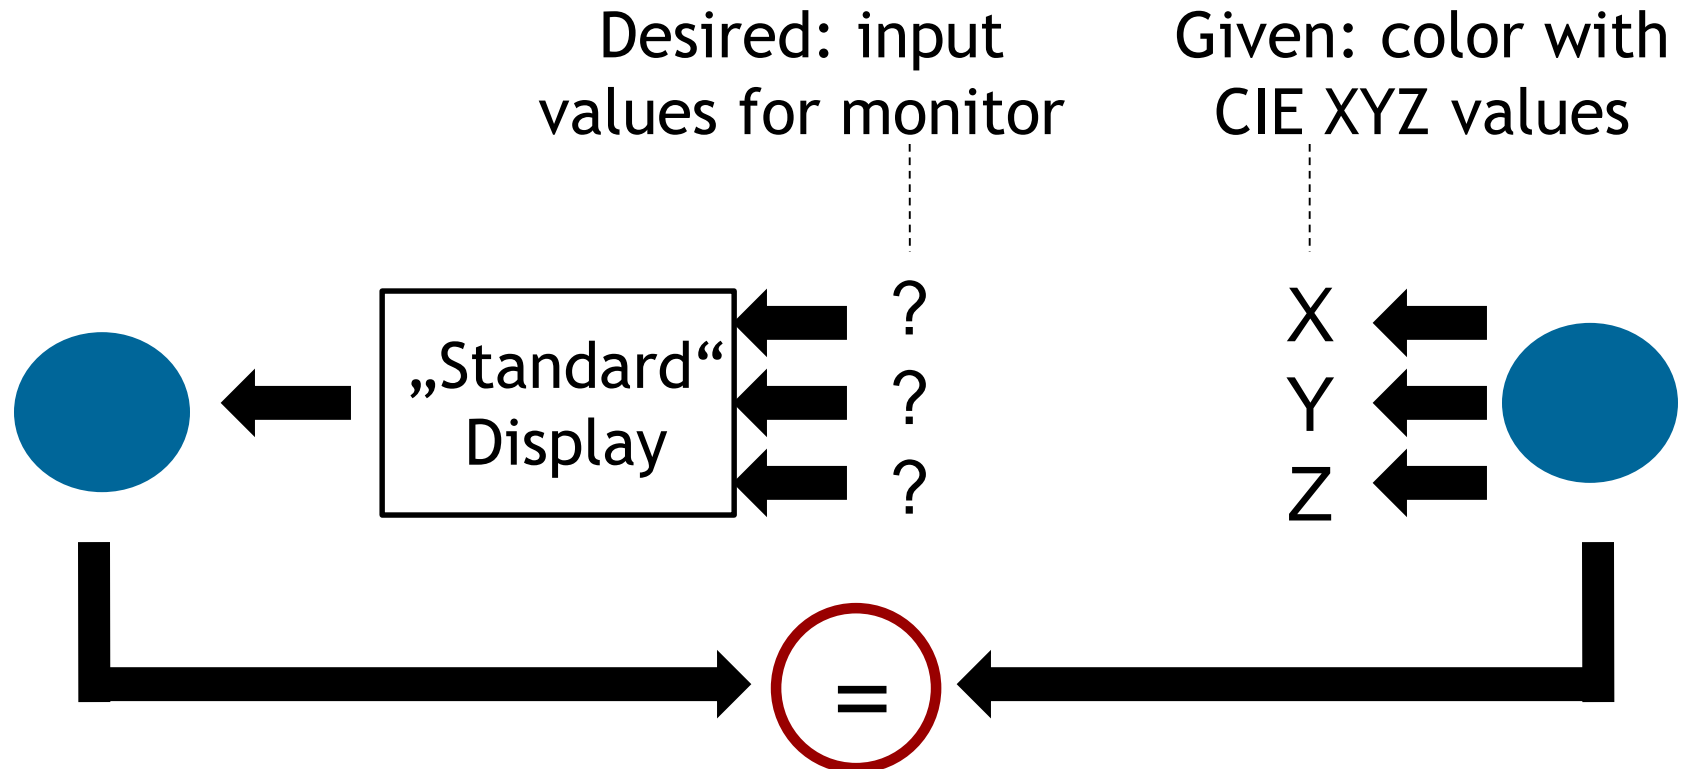 Desired: input
values for monitor
Given: color with
CIE XYZ values
„Standard“
Display
?
?
?
X
Y
Z
=